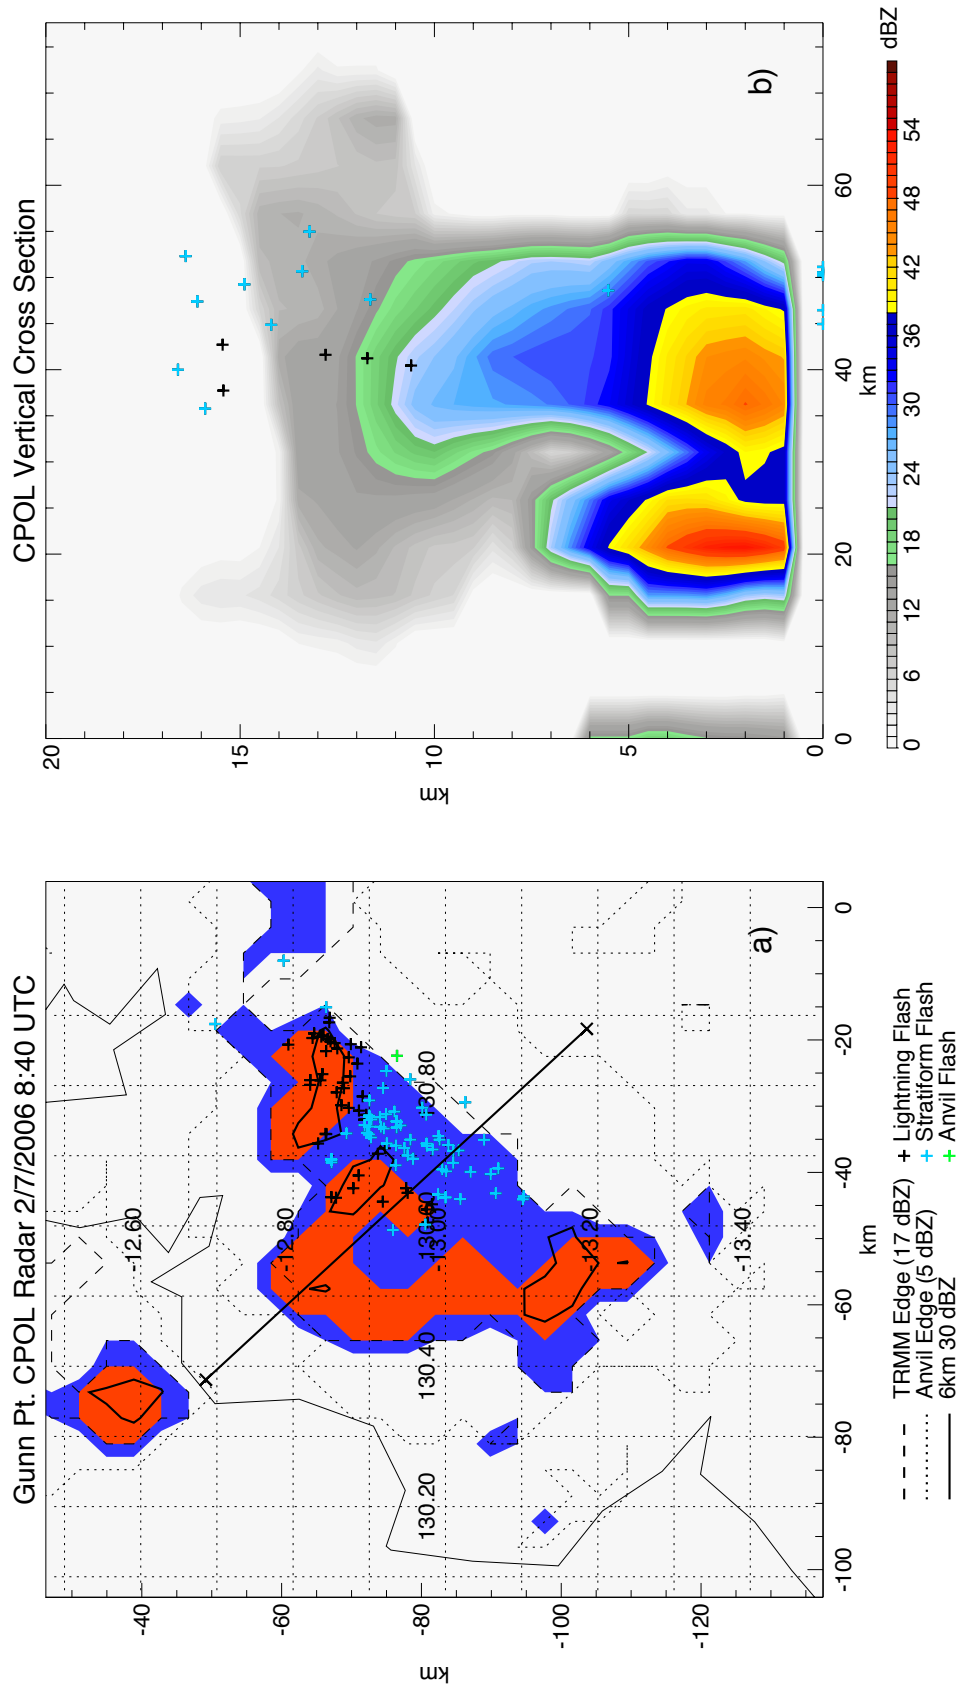 Gunn Pt. CPOL Radar 2/7/2006 8:40 UTC
km
-40
-60
-80
-100
-120
-12.60
-12.80
-13.00
-13.20
-13.40
130.20
130.40
130.60
130.80
a)
-100
-80
-60
-40
-20
0
km
TRMM Edge (17 dBZ)
Anvil Edge (5 dBZ)
6km 30 dBZ
Lightning Flash
Stratiform Flash
Anvil Flash
CPOL Vertical Cross Section
km
20
15
10
5
0
b)
0
20
40
60
km
0
6
12
18
24
30
36
42
48
54
dBZ